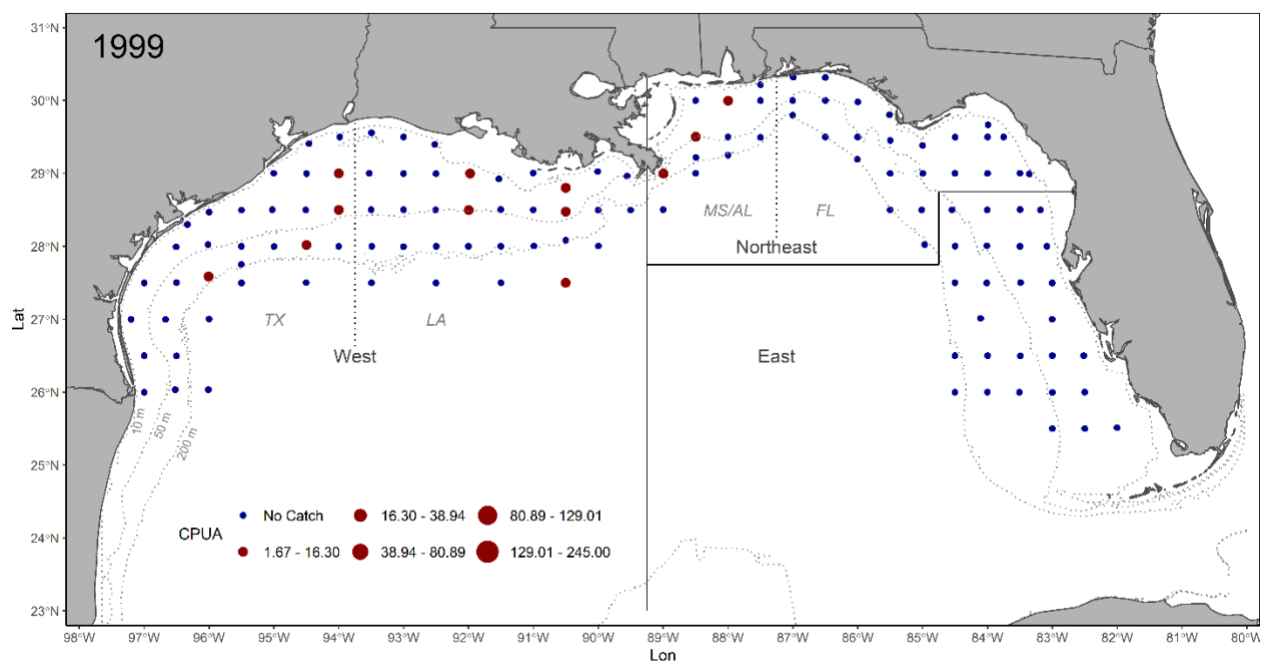 1999
31°N
30°N
29°N
28°N
27°N
26°N
25°N
24°N
23°N
Lat
MS/AL
FL
Northeast
TX
LA
West
East
10 m
50 m
200 m
CPUA
No Catch
16.30 - 38.94
80.89 - 129.01
1.67 - 16.30
38.94 - 80.89
129.01 - 245.00
98°W 97°W 96°W 95°W 94°W 93°W 92°W 91°W 90°W 89°W 88°W 87°W 86°W 85°W 84°W 83°W 82°W 81°W 80°W
Lon